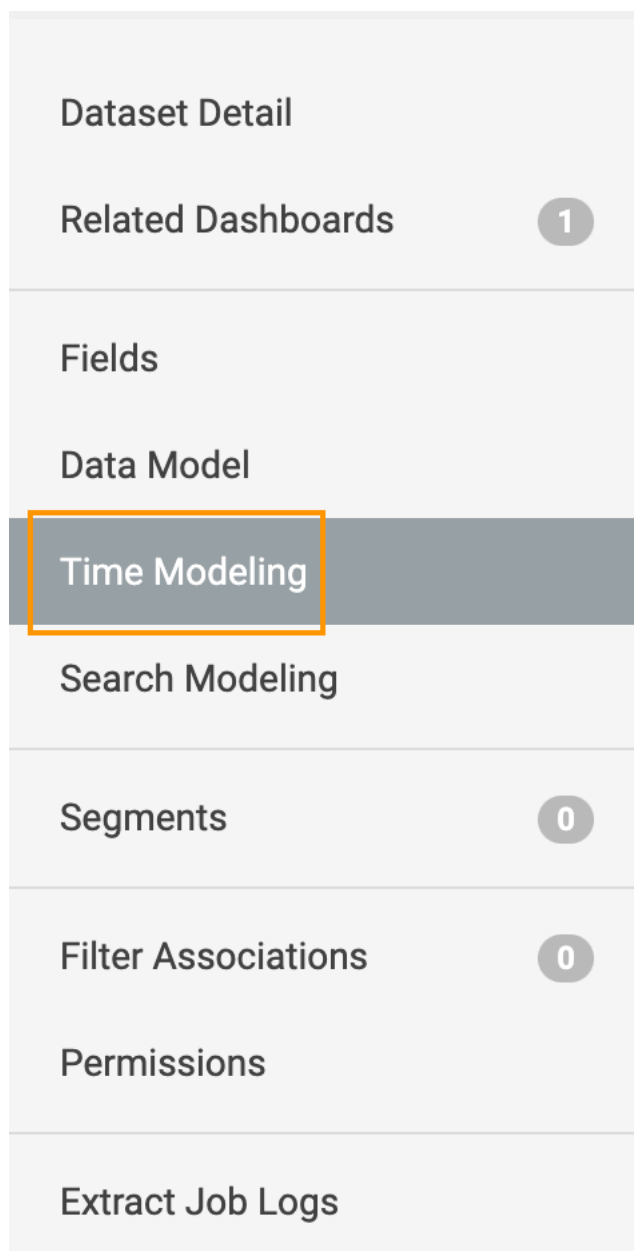 Dataset Detail
Related Dashboards 1
Fields
Data Model
Time Modeling
Search Modeling
Segments 0
Filter Associations 0
Permissions
Extract Job Logs